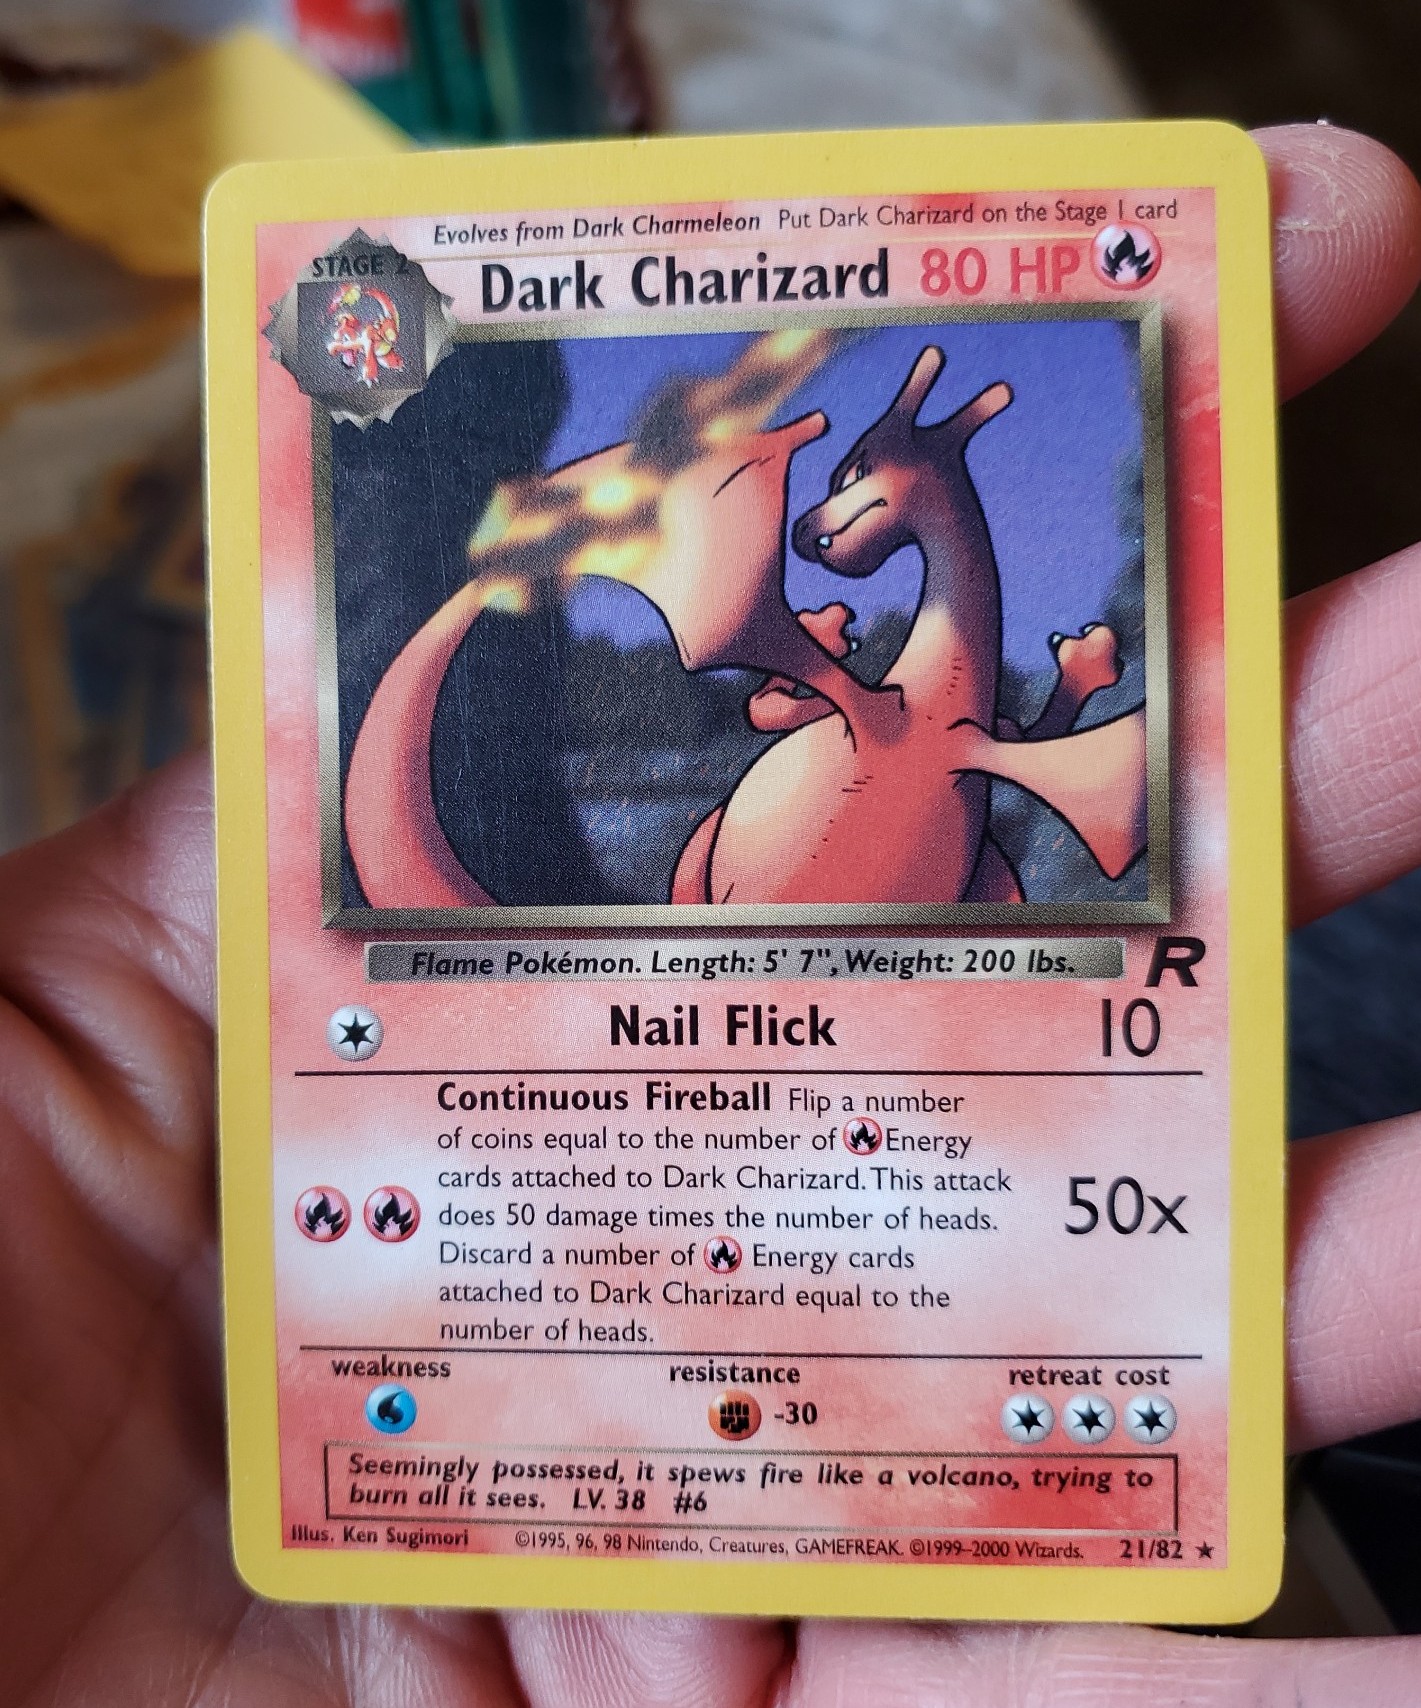 Evolves from Dark Charmeleon Put Dark Charizard on the Stage 1 card
STAGE 2
Dark Charizard 80 HP
Flame Pokémon. Length: 5' 7", Weight: 200 lbs.
R
Nail Flick 10
Continuous Fireball Flip a number
of coins equal to the number of Energy
cards attached to Dark Charizard. This attack
does 50 damage times the number of heads.
Discard a number of Energy cards
attached to Dark Charizard equal to the
number of heads.
50x
weakness resistance retreat cost
-30
Seemingly possessed, it spews fire like a volcano, trying to
burn all it sees. LV. 38 #6
Illus. Ken Sugimori ©1995, 96, 98 Nintendo, Creatures, GAMEFREAK. ©1999-2000 Wizards. 21/82 ★